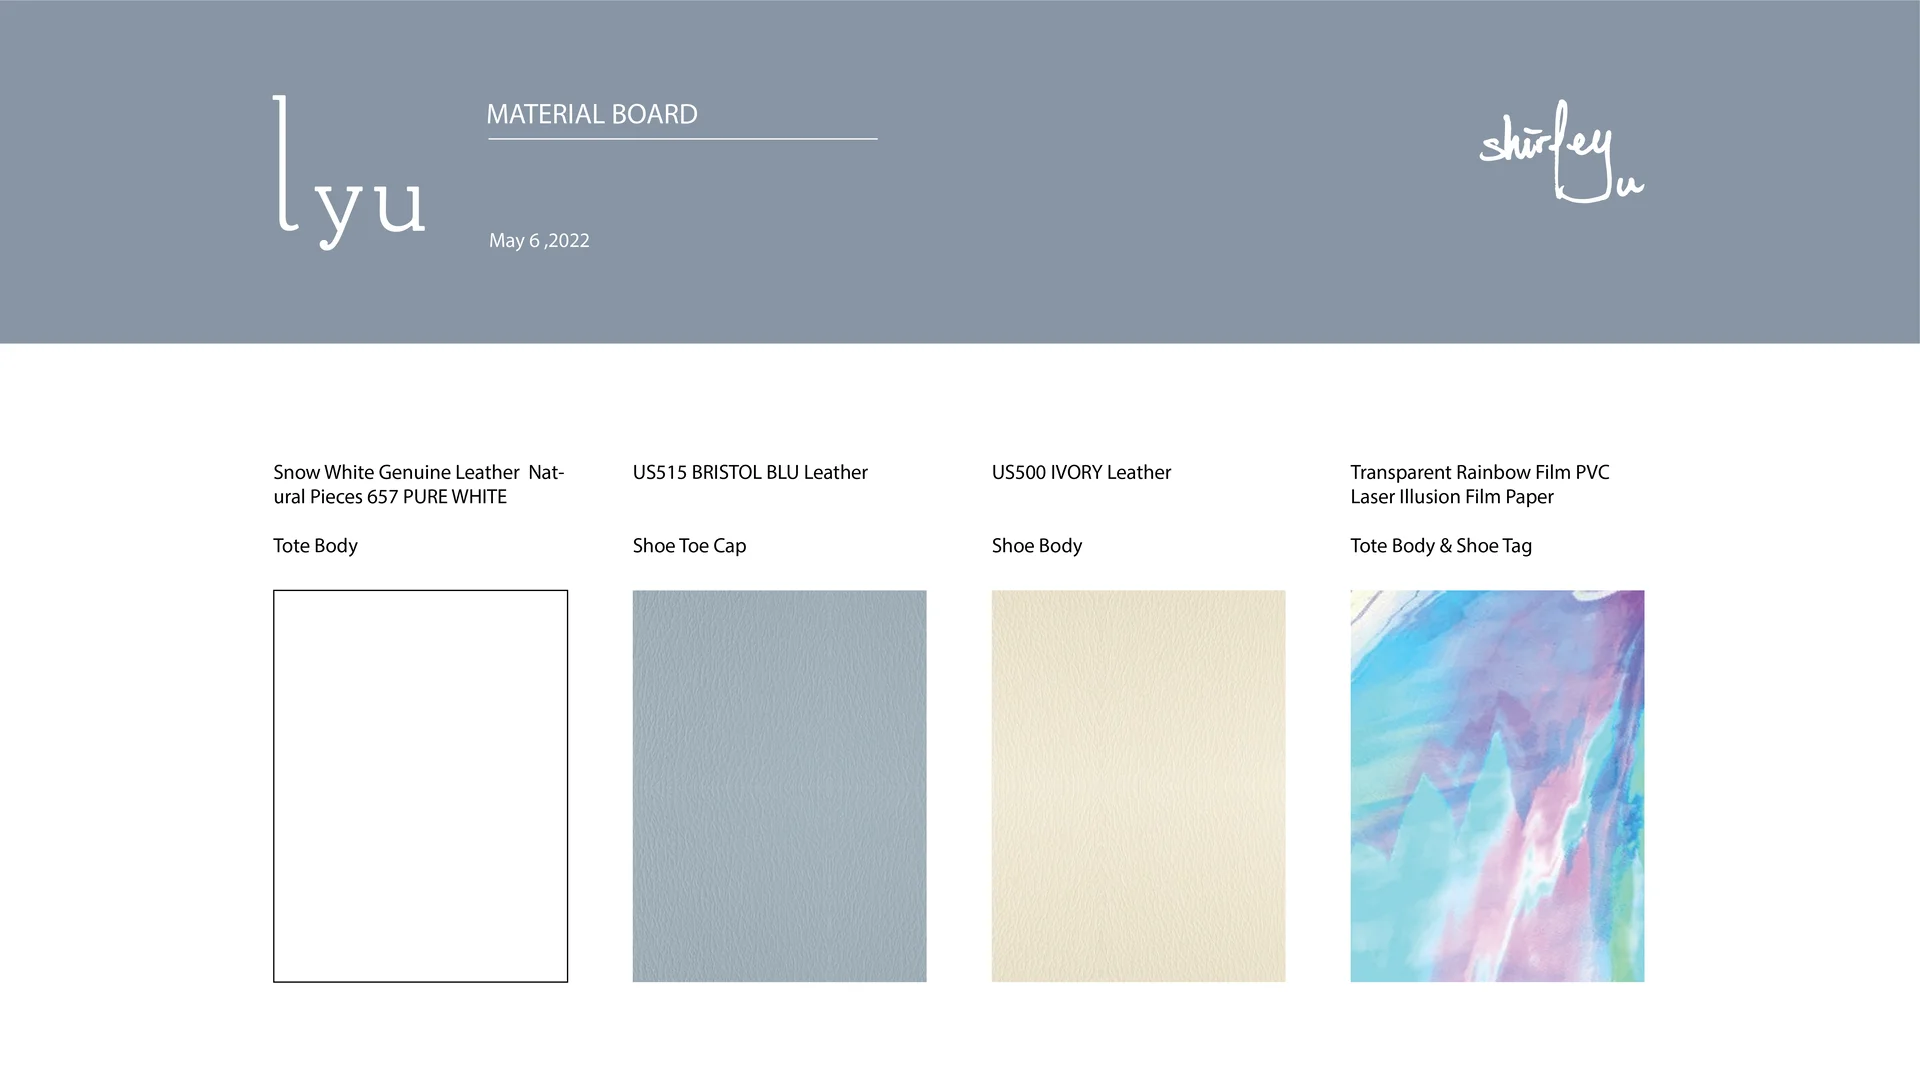 lyu
MATERIAL BOARD
May 6 ,2022
shirley u
Snow White Genuine Leather  Nat-
ural Pieces 657 PURE WHITE
Tote Body
US515 BRISTOL BLU Leather
Shoe Toe Cap
US500 IVORY Leather
Shoe Body
Transparent Rainbow Film PVC
Laser Illusion Film Paper
Tote Body & Shoe Tag